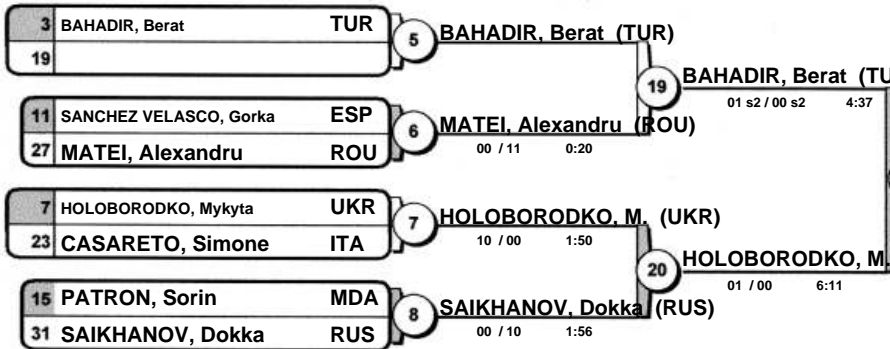 3 BAHADIR, Berat TUR
19
5 BAHADIR, Berat (TUR)
11 SANCHEZ VELASCO, Gorka ESP
27 MATEI, Alexandru ROU
6 MATEI, Alexandru (ROU)
00 / 11 0:20
19 BAHADIR, Berat (TU
01 s2 / 00 s2 4:37
7 HOLOBORODKO, Mykyta UKR
23 CASARETO, Simone ITA
7 HOLOBORODKO, M. (UKR)
10 / 00 1:50
15 PATRON, Sorin MDA
31 SAIKHANOV, Dokka RUS
8 SAIKHANOV, Dokka (RUS)
00 / 10 1:56
20 HOLOBORODKO, M.
01 / 00 6:11